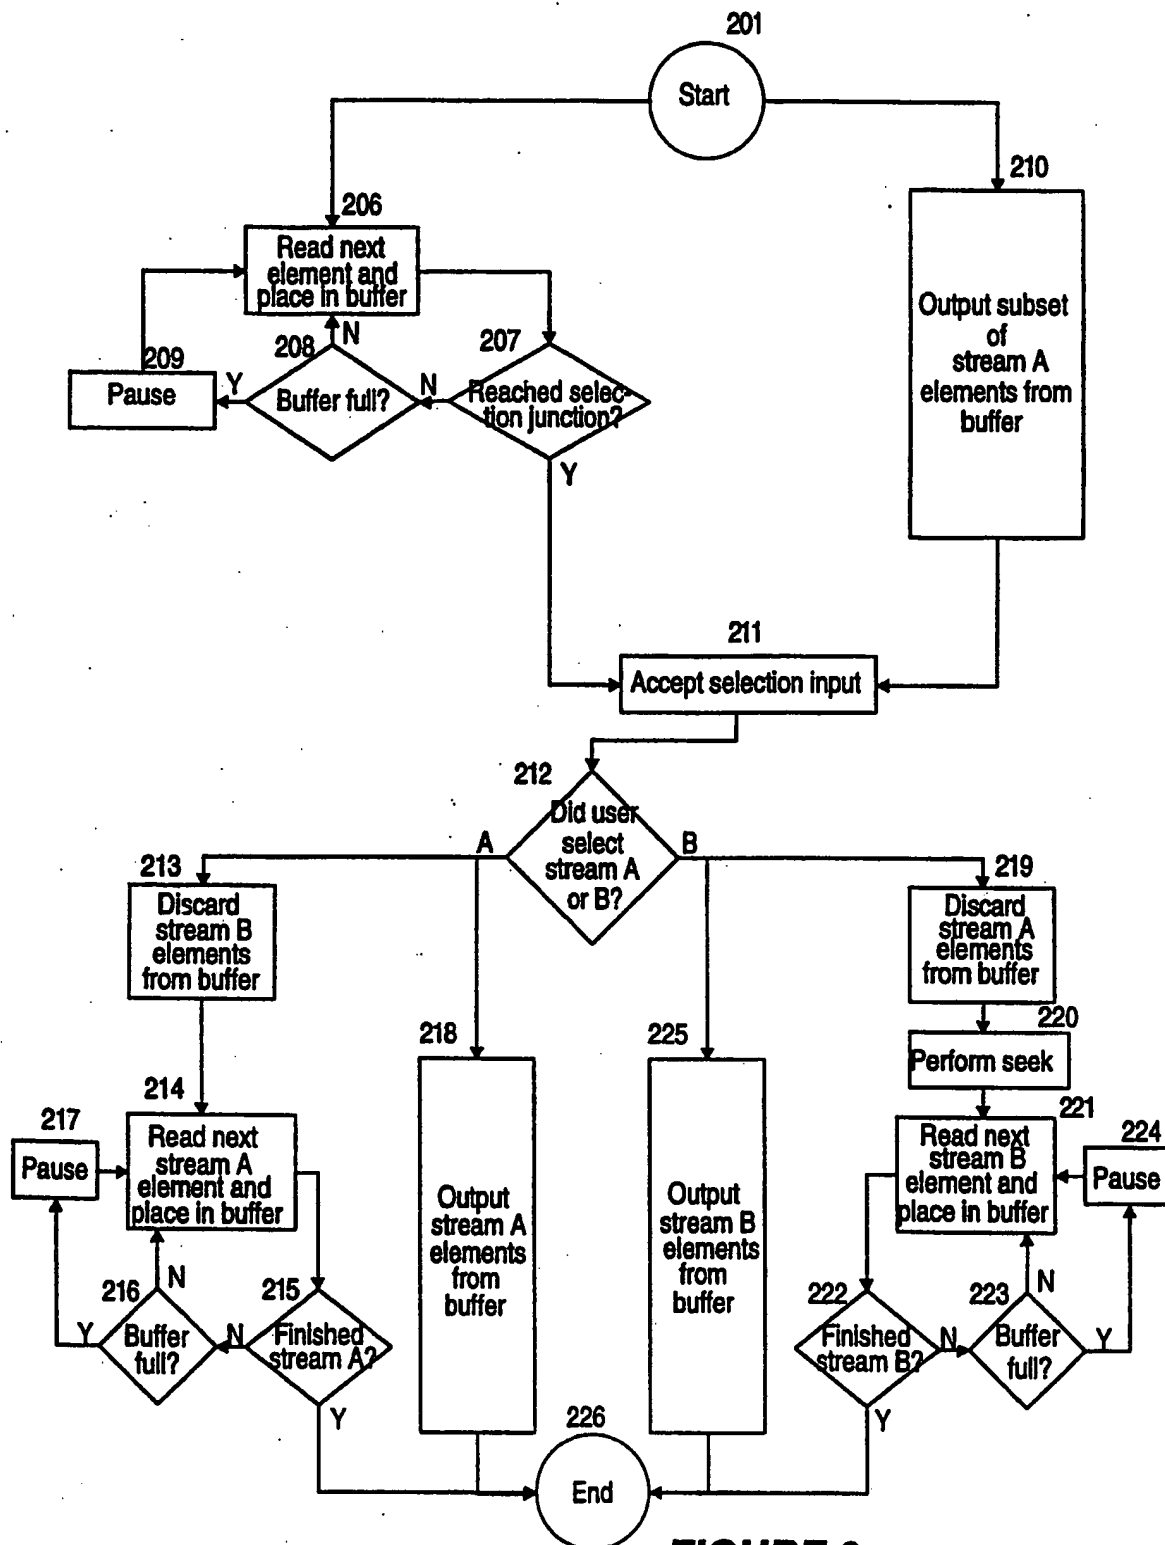 201
Start
210
206
Read next
element and
place in buffer
Output subset
of
stream A
elements from
buffer
N
208
207
209
Pause
Y
Buffer full?
N
Reached selec-
tion junction?
Y
211
Accept selection input
212
Did user
select
stream A
or B?
A
B
213
Discard
stream B
elements
from buffer
219
Discard
stream A
elements
from buffer
218
225
220
Perform seek
214
217
Pause
Read next
stream A
element and
place in buffer
221
Read next
stream B
element and
place in buffer
224
Pause
Output
stream A
elements
from
buffer
Output
stream B
elements
from
buffer
N
216
215
Y
Buffer
full?
N
Finished
stream A?
Y
N
222
223
Finished
stream B?
N
Buffer
full?
Y
Y
226
End